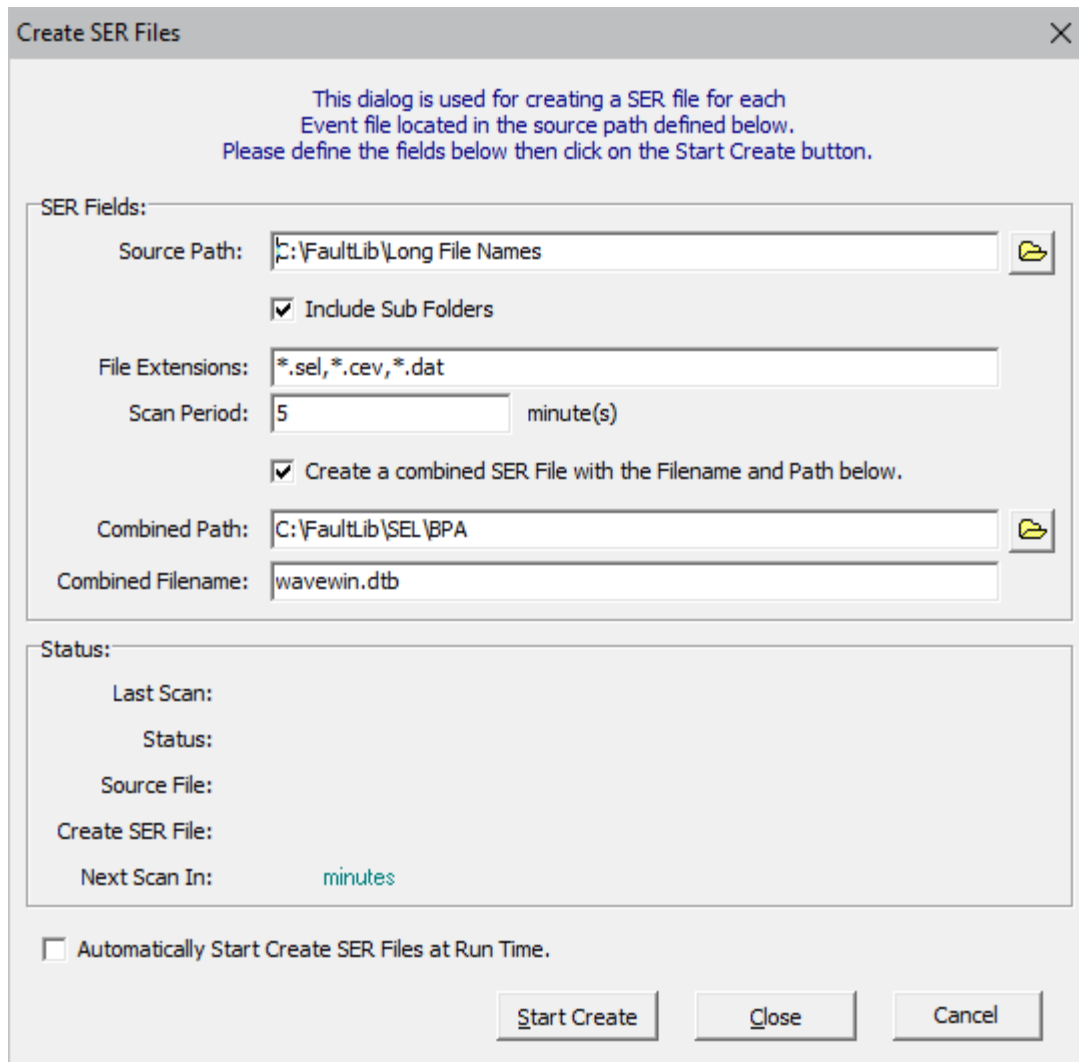 Create SER Files
This dialog is used for creating a SER file for each
Event file located in the source path defined below.
Please define the fields below then click on the Start Create button.
SER Fields:
Source Path: C:\FaultLib\Long File Names
Include Sub Folders
File Extensions: *.sel,*.cev,*.dat
Scan Period: 5 minute(s)
Create a combined SER File with the Filename and Path below.
Combined Path: C:\FaultLib\SEL\BPA
Combined Filename: wavewin.dtb
Status:
Last Scan:
Status:
Source File:
Create SER File:
Next Scan In: minutes
Automatically Start Create SER Files at Run Time.
Start Create Close Cancel